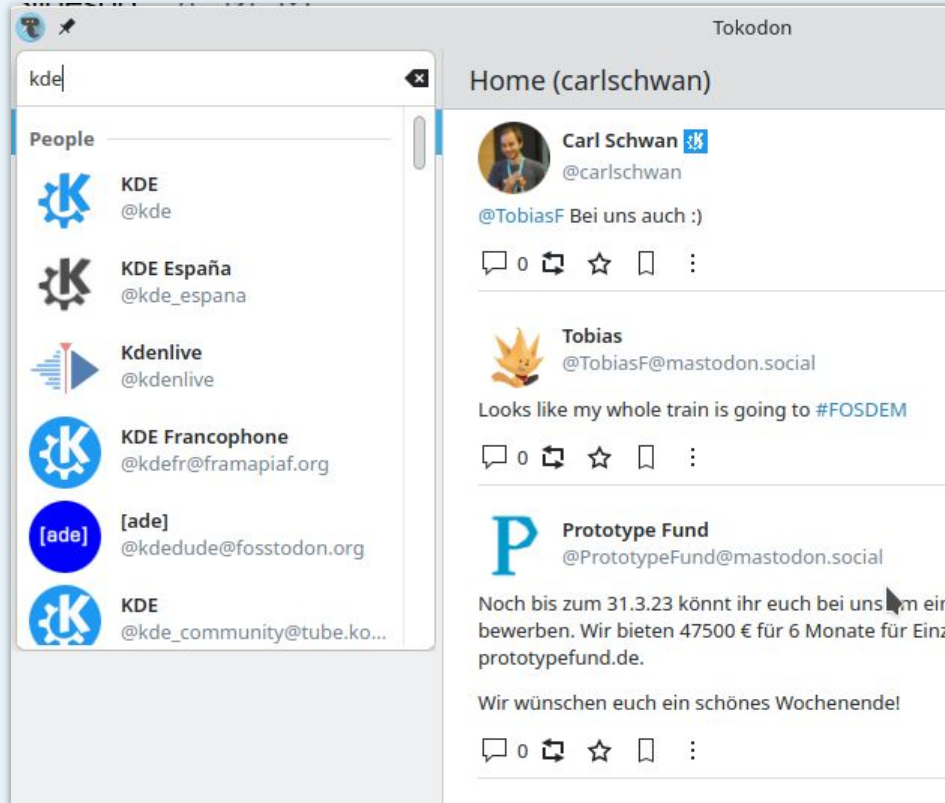 Tokodon
kde
People
KDE
@kde
KDE España
@kde_espana
Kdenlive
@kdenlive
KDE Francophone
@kdefr@framapiaf.org
[ade]
[ade]
@kdedude@fosstodon.org
KDE
@kde_community@tube.ko...
Home (carlschwan)
Carl Schwan
@carlschwan
@TobiasF Bei uns auch :)
0
Tobias
@TobiasF@mastodon.social
Looks like my whole train is going to #FOSDEM
0
Prototype Fund
@PrototypeFund@mastodon.social
Noch bis zum 31.3.23 könnt ihr euch bei uns
bewerben. Wir bieten 47500 € für 6 Monate für
prototypefund.de.
Wir wünschen euch ein schönes Wochenende!
0